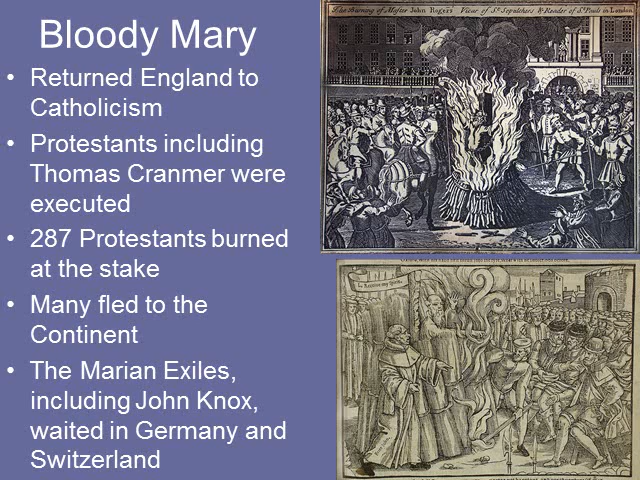 Bloody Mary
• Returned England to
Catholicism
• Protestants including
Thomas Cranmer were
executed
• 287 Protestants burned
at the stake
• Many fled to the
Continent
• The Marian Exiles,
including John Knox,
waited in Germany and
Switzerland
The Burning of Master John Rogers Vicar of St. Sepulchers & Reader of St. Pauls in London